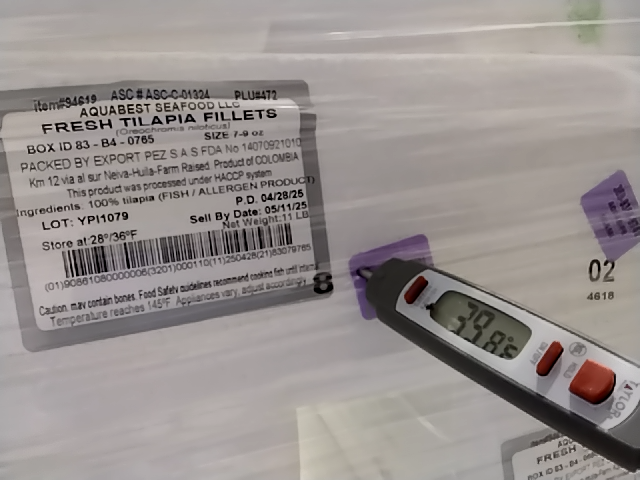 item#94619 ASC # ASC-C-01324 PLU#472
AQUABEST SEAFOOD LLC
FRESH TILAPIA FILLETS
(Oreochromis niloticus)
BOX ID 83 - B4 - 0765 SIZE 7-9 oz
PACKED BY EXPORT PEZ S.A.S FDA No 14070921010
Km 12 via al sur Neiva-Huila-Farm Raised. Product of COLOMBIA
This product was processed under HACCP system
Ingredients: 100% tilapia (FISH / ALLERGEN PRODUCT)
P.D. 04/28/25
LOT: YPI1079 Sell By Date: 05/11/25
Store at 28°/36°F Net Weight: 11 LB
(01)90861080000006(3201)000110(11)250428(21)83079765
Caution, may contain bones. Food Safety guidelines recommend cooking fish until internal
Temperature reaches 145°F. Appliances vary, adjust accordingly.
8
ON/OFF
HOLD
TAYLOR
02
4618
FRESH